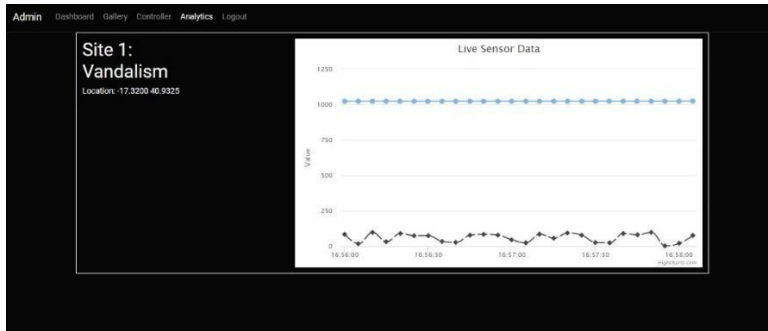 Admin Dashboard Gallery Controller Analytics Logout
Site 1:
Vandalism
Location: -17.3200 40.9325
Live Sensor Data
1250
1000
750
500
250
0
Value
16:56:00 16:56:30 16:57:00 16:57:30 16:58:00
Highcharts.com